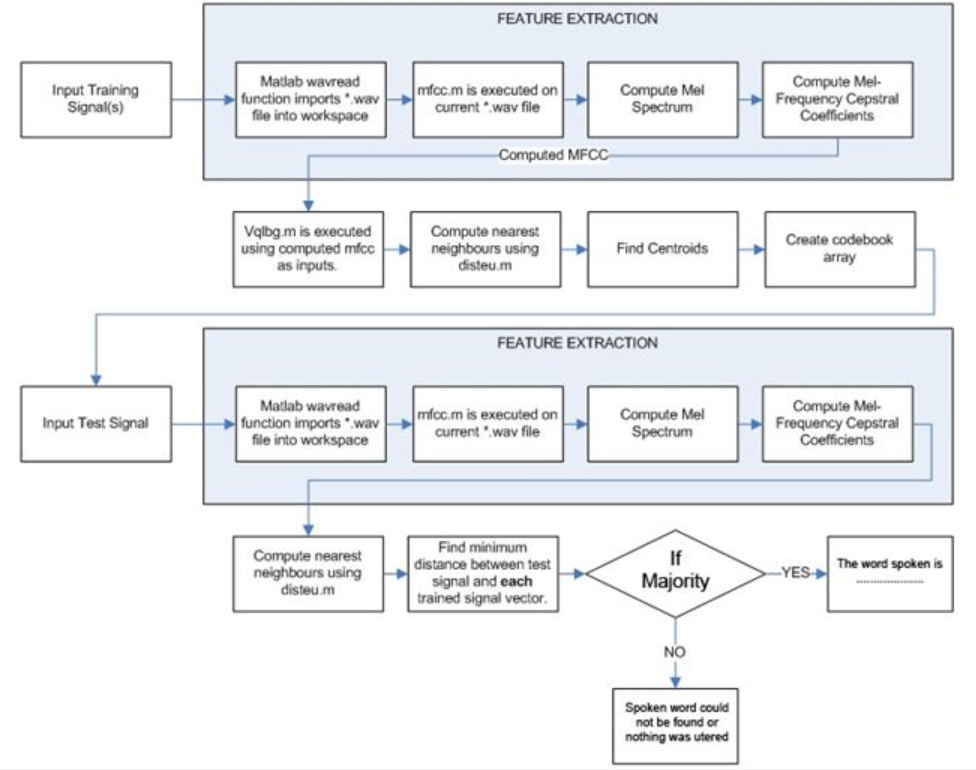 FEATURE EXTRACTION
Input Training
Signal(s)
Matlab wavread
function imports *.wav
file into workspace
mfcc.m is executed on
current *.wav file
Compute Mel
Spectrum
Compute Mel-
Frequency Cepstral
Coefficients
Computed MFCC
Vqlbg.m is executed
using computed mfcc
as inputs.
Compute nearest
neighbours using
disteu.m
Find Centroids
Create codebook
array
FEATURE EXTRACTION
Input Test Signal
Matlab wavread
function imports *.wav
file into workspace
mfcc.m is executed on
current *.wav file
Compute Mel
Spectrum
Compute Mel-
Frequency Cepstral
Coefficients
Compute nearest
neighbours using
disteu.m
Find minimum
distance between test
signal and each
trained signal vector.
If
Majority
YES
The word spoken is
....................
NO
Spoken word could
not be found or
nothing was utered